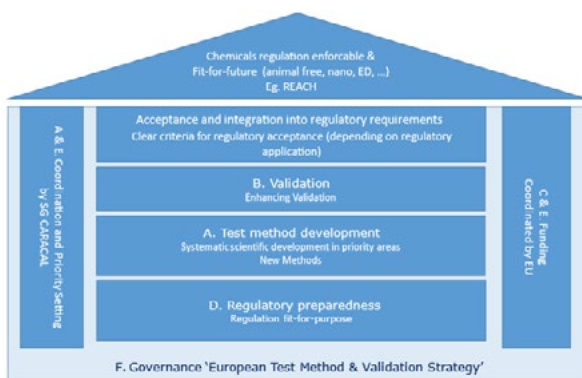 Chemicals regulation enforcable &
Fit-for-future (animal free, nano, ED, ...)
Eg. REACH
Acceptance and integration into regulatory requirements
Clear criteria for regulatory acceptance (depending on regulatory
application)
A & E. Coordination and Priority Setting
by SG CARACAL
B. Validation
Enhancing Validation
A. Test method development
Systematic scientific development in priority areas
New Methods
D. Regulatory preparedness
Regulation fit-for-purpose
C & E. Funding
Coordinated by EU
F. Governance ‘European Test Method & Validation Strategy’